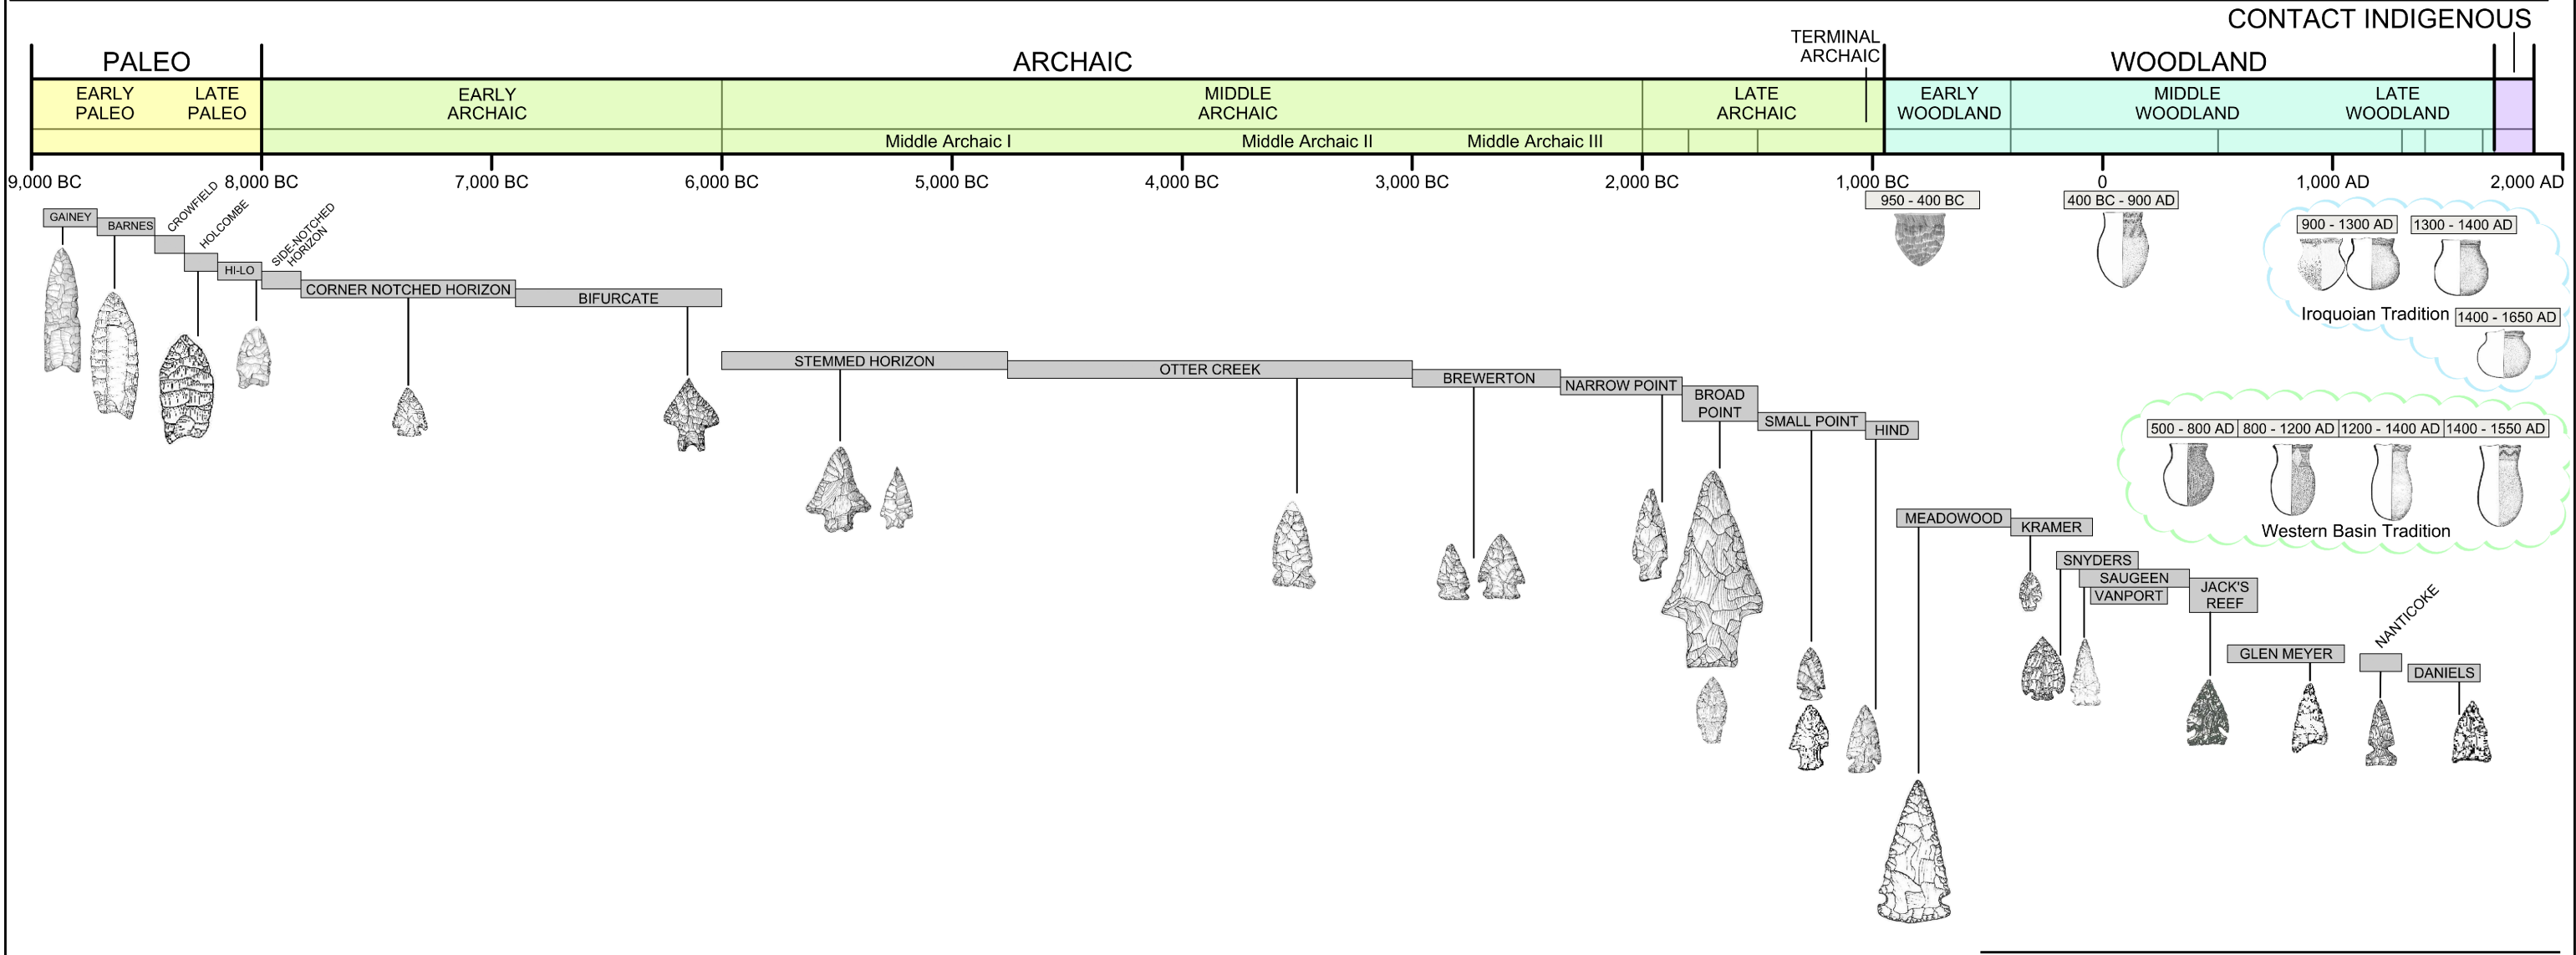 CONTACT INDIGENOUS
PALEO
ARCHAIC
TERMINAL
ARCHAIC
WOODLAND
EARLY
PALEO
LATE
PALEO
EARLY
ARCHAIC
MIDDLE
ARCHAIC
LATE
ARCHAIC
EARLY
WOODLAND
MIDDLE
WOODLAND
LATE
WOODLAND
Middle Archaic I
Middle Archaic II
Middle Archaic III
9,000 BC
8,000 BC
7,000 BC
6,000 BC
5,000 BC
4,000 BC
3,000 BC
2,000 BC
1,000 BC
0
1,000 AD
2,000 AD
GAINEY
BARNES
CROWFIELD
HOLCOMBE
HI-LO
SIDE-NOTCHED
HORIZON
CORNER NOTCHED HORIZON
BIFURCATE
STEMMED HORIZON
OTTER CREEK
BREWERTON
NARROW POINT
BROAD
POINT
SMALL POINT
HIND
950 - 400 BC
400 BC - 900 AD
900 - 1300 AD
1300 - 1400 AD
Iroquoian Tradition
1400 - 1650 AD
500 - 800 AD
800 - 1200 AD
1200 - 1400 AD
1400 - 1550 AD
Western Basin Tradition
MEADOWOOD
KRAMER
SNYDERS
SAUGEEN
VANPORT
JACK'S
REEF
GLEN MEYER
NANTICOKE
DANIELS